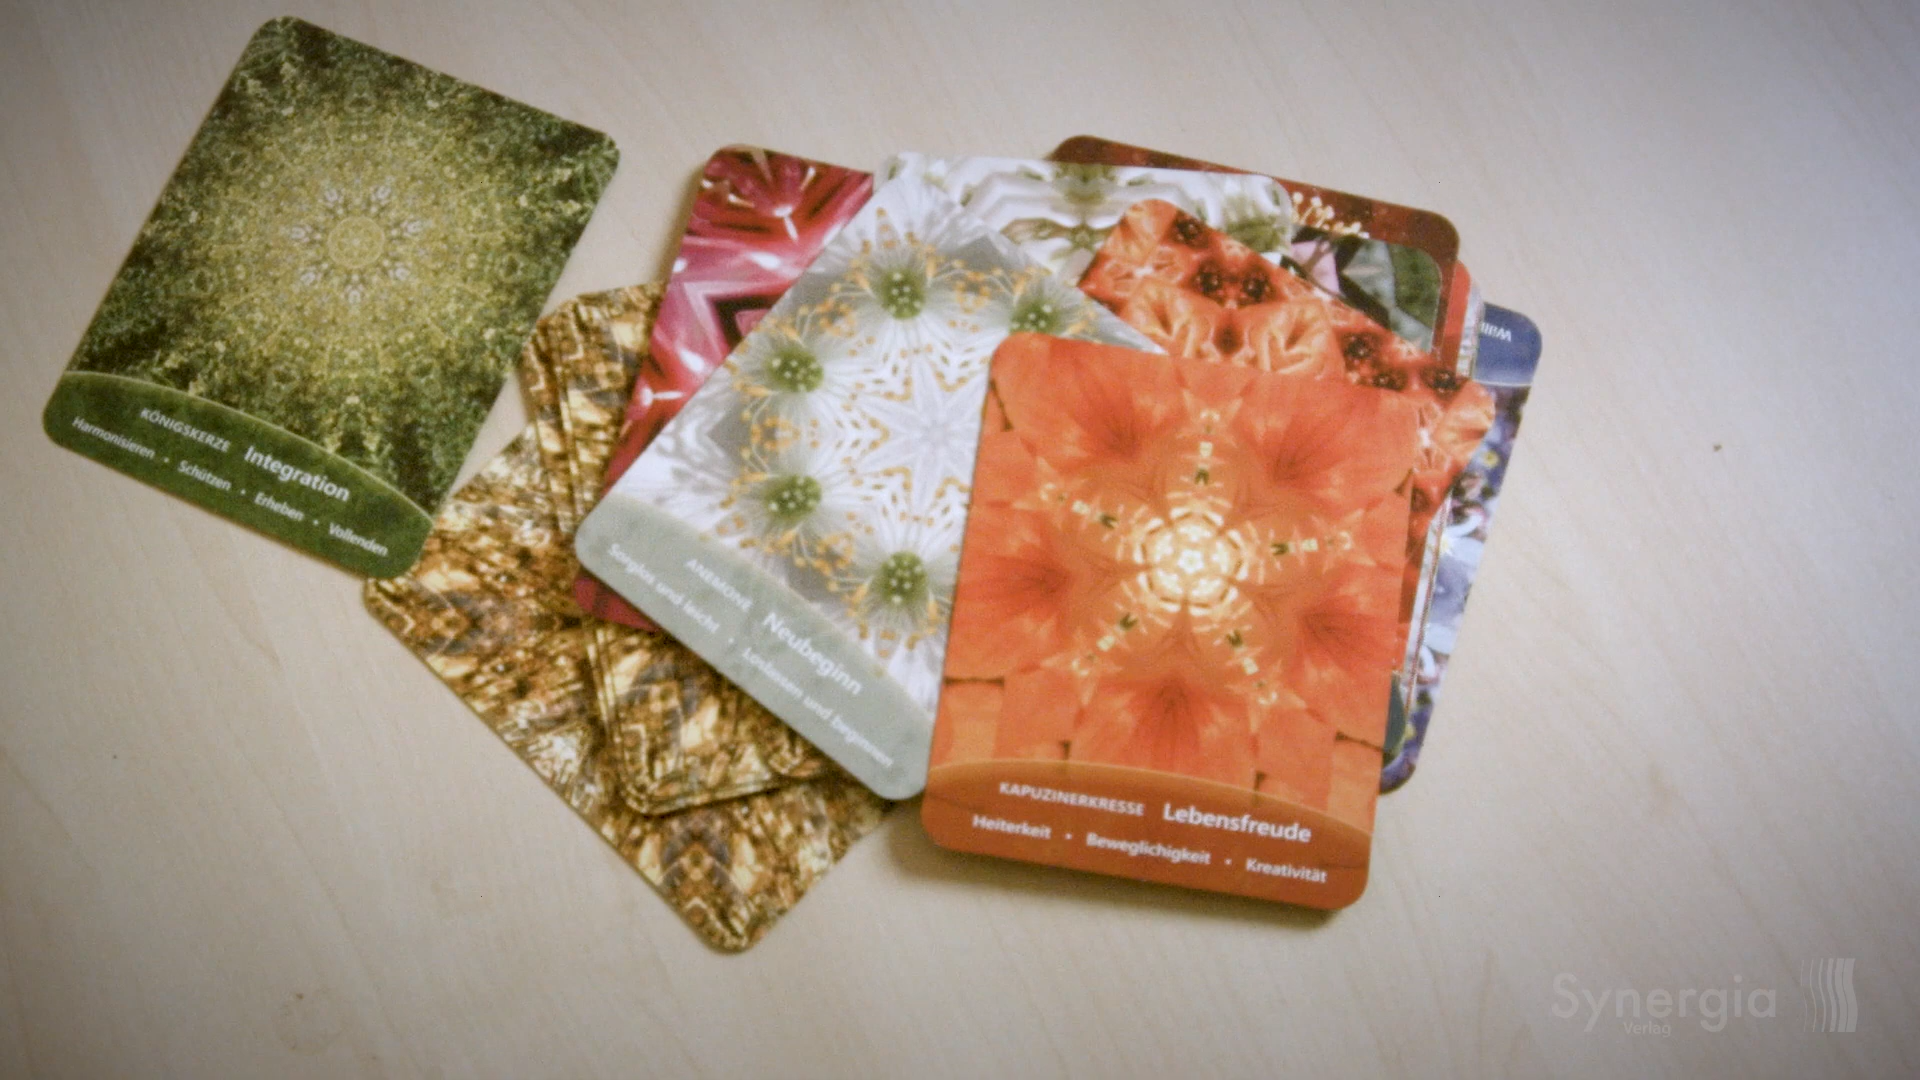 KÖNIGSKERZE Integration
Harmonisieren • Schützen • Erheben • Vollenden
ANEMONE Neubeginn
Sorglos und leicht • Loslassen und beginnen
KAPUZINERKRESSE Lebensfreude
Heiterkeit • Beweglichigkeit • Kreativität
Synergia
Verlag